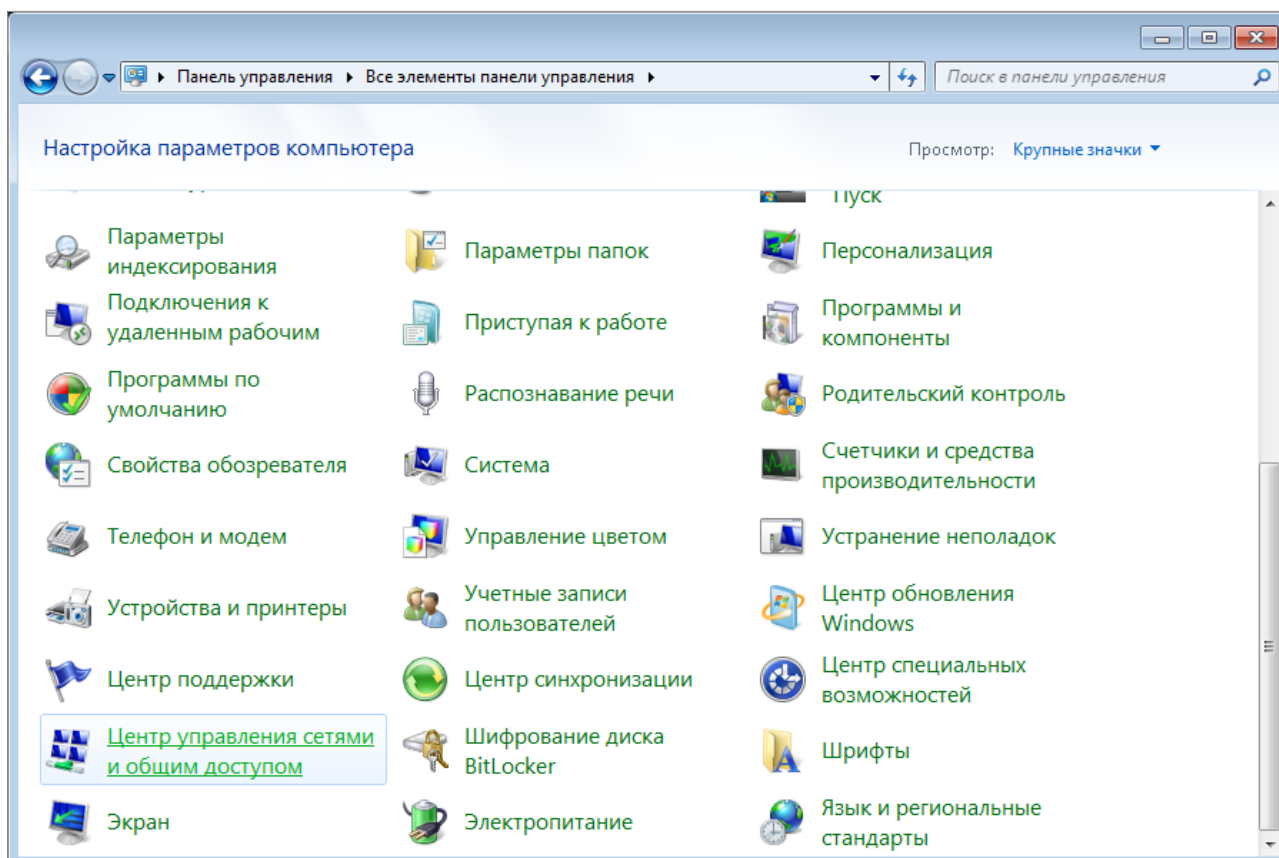 Панель управления Все элементы панели управления Поиск в панели управления
Настройка параметров компьютера Просмотр: Крупные значки
Пуск
Параметры
индексирования
Параметры папок
Персонализация
Подключения к
удаленным рабочим
Приступая к работе
Программы и
компоненты
Программы по
умолчанию
Распознавание речи
Родительский контроль
Свойства обозревателя
Система
Счетчики и средства
производительности
Телефон и модем
Управление цветом
Устранение неполадок
Устройства и принтеры
Учетные записи
пользователей
Центр обновления
Windows
Центр поддержки
Центр синхронизации
Центр специальных
возможностей
Центр управления сетями
и общим доступом
Шифрование диска
BitLocker
Шрифты
Экран
Электропитание
Язык и региональные
стандарты